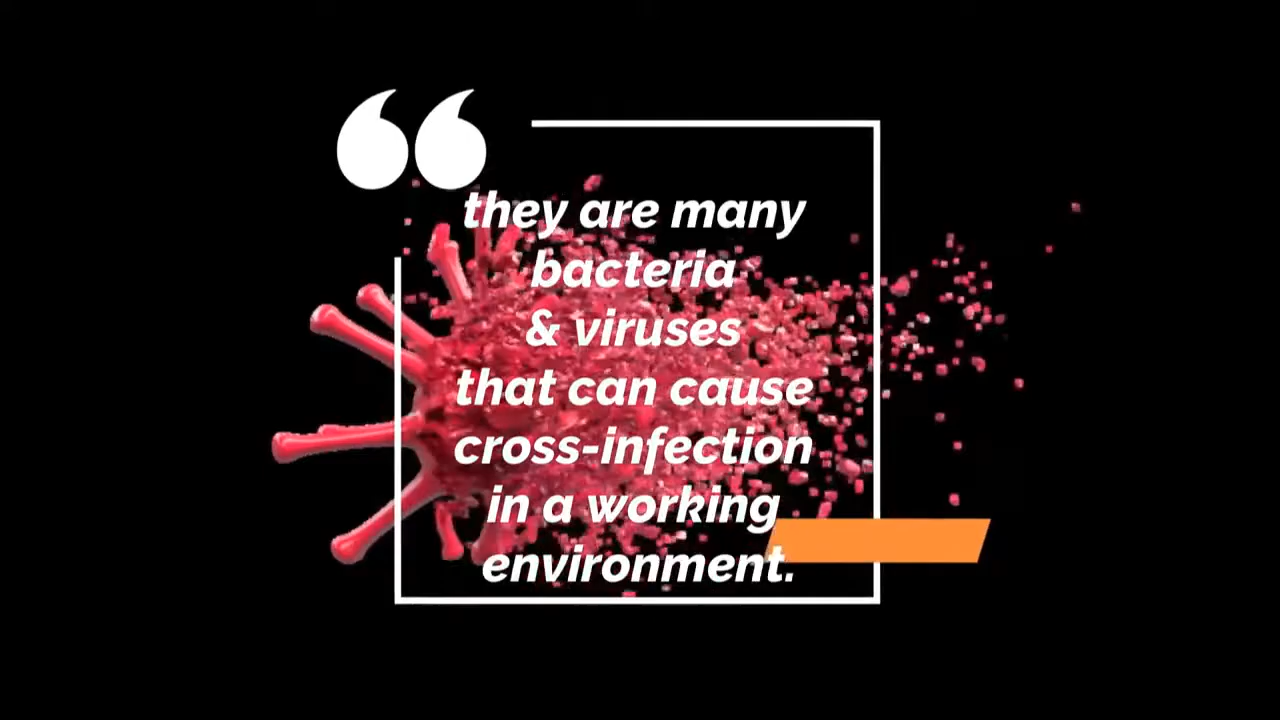 “
they are many
bacteria
& viruses
that can cause
cross-infection
in a working
environment.